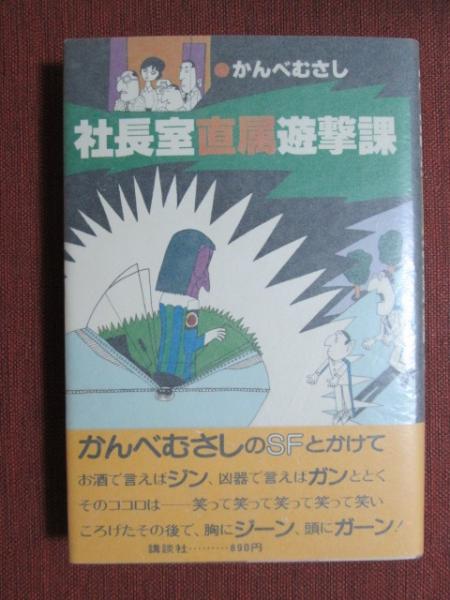 ●かんべむさし
社長室直属遊撃課
かんべむさしのSFとかけて
お酒で言えばジン、凶器で言えばガンととく
そのココロは──笑って笑って笑って笑って笑い
ころげたその後で、胸にジーン、頭にガーン!
講談社………890円